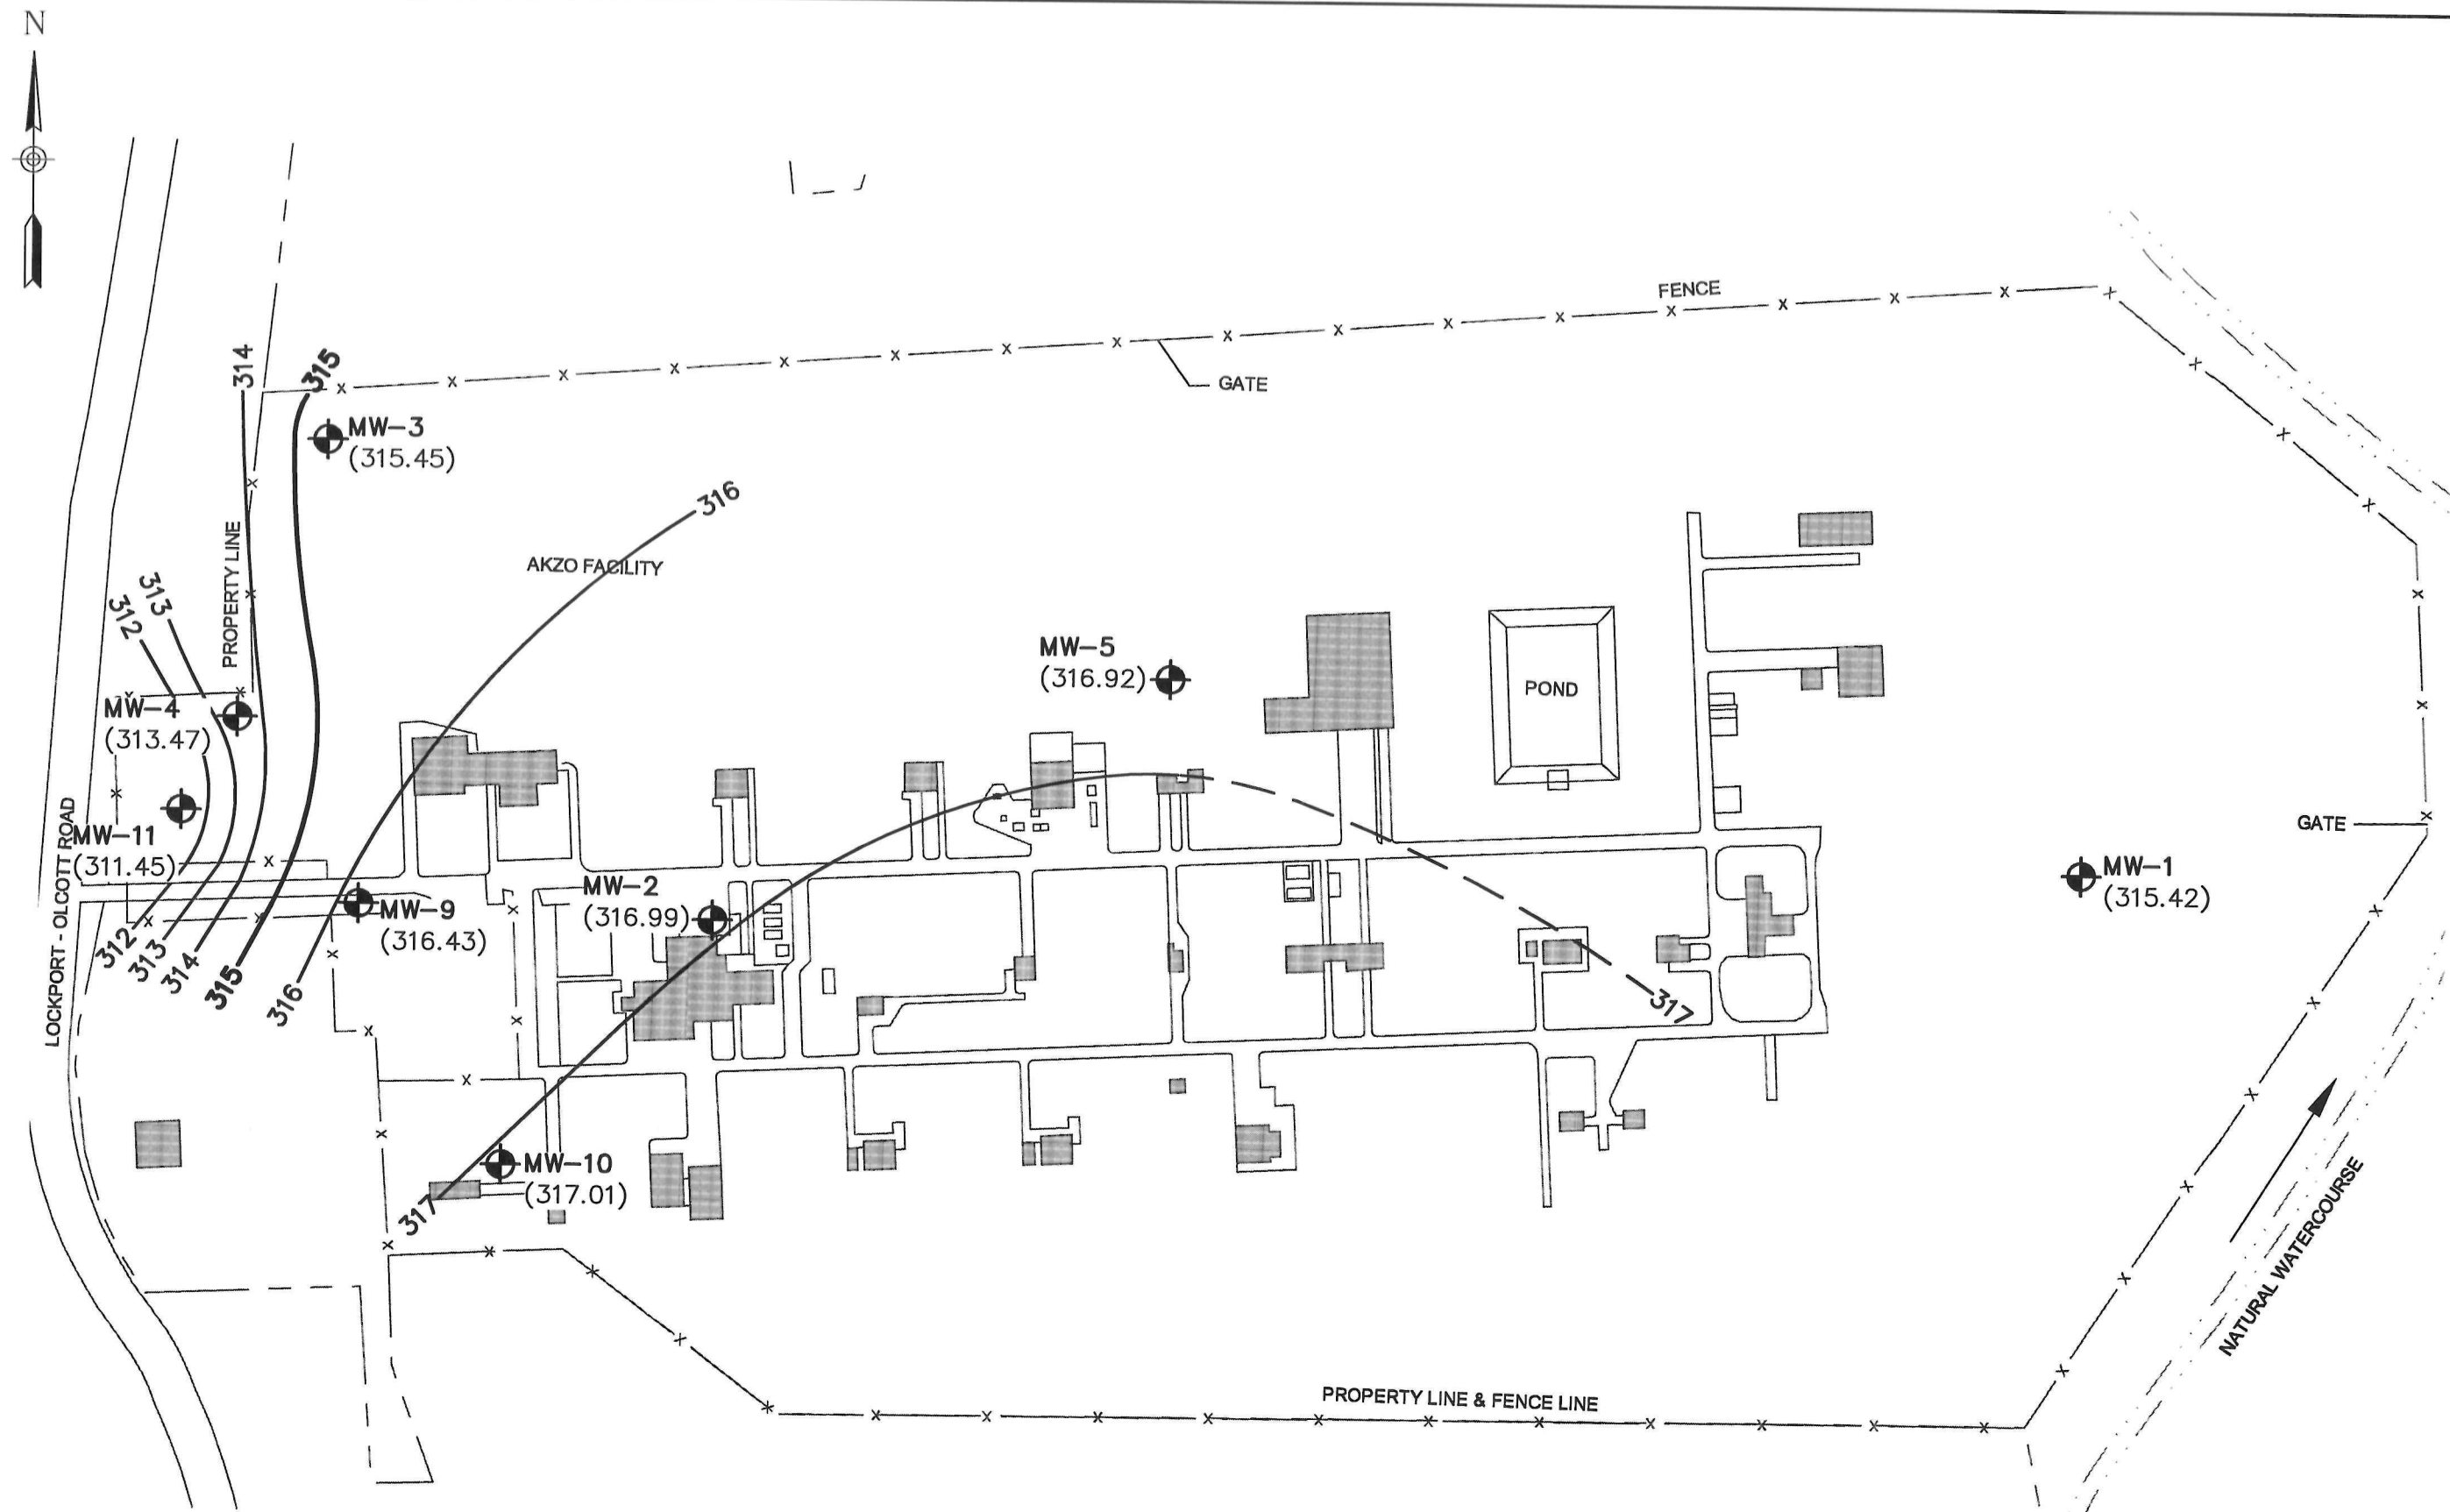 N
FENCE
GATE
314
315
MW-3
(315.45)
316
PROPERTY LINE
AKZO FACILITY
313
312
MW-5
(316.92)
POND
MW-4
(313.47)
LOCKPORT - OLCOTT ROAD
MW-11
(311.45)
GATE
MW-1
(315.42)
MW-2
(316.99)
MW-9
(316.43)
312
313
314
315
316
317
MW-10
(317.01)
317
NATURAL WATERCOURSE
PROPERTY LINE & FENCE LINE